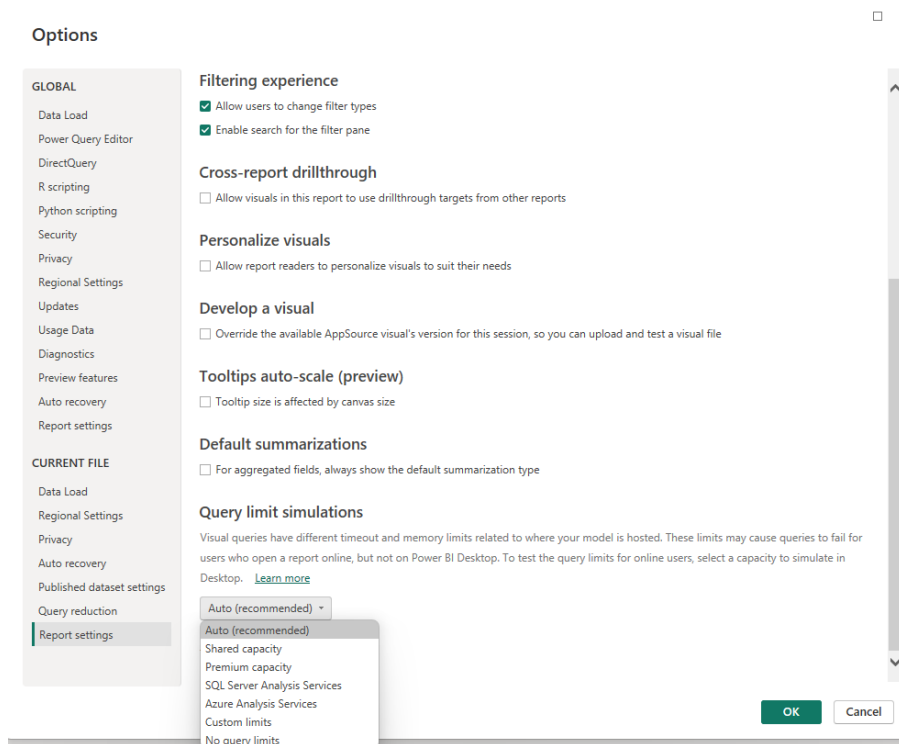 Options
GLOBAL
Data Load
Power Query Editor
DirectQuery
R scripting
Python scripting
Security
Privacy
Regional Settings
Updates
Usage Data
Diagnostics
Preview features
Auto recovery
Report settings
CURRENT FILE
Data Load
Regional Settings
Privacy
Auto recovery
Published dataset settings
Query reduction
Report settings
Filtering experience
Allow users to change filter types
Enable search for the filter pane
Cross-report drillthrough
Allow visuals in this report to use drillthrough targets from other reports
Personalize visuals
Allow report readers to personalize visuals to suit their needs
Develop a visual
Override the available AppSource visual's version for this session, so you can upload and test a visual file
Tooltips auto-scale (preview)
Tooltip size is affected by canvas size
Default summarizations
For aggregated fields, always show the default summarization type
Query limit simulations
Visual queries have different timeout and memory limits related to where your model is hosted. These limits may cause queries to fail for
users who open a report online, but not on Power BI Desktop. To test the query limits for online users, select a capacity to simulate in
Desktop. Learn more
Auto (recommended)
Auto (recommended)
Shared capacity
Premium capacity
SQL Server Analysis Services
Azure Analysis Services
Custom limits
No query limits
OK
Cancel